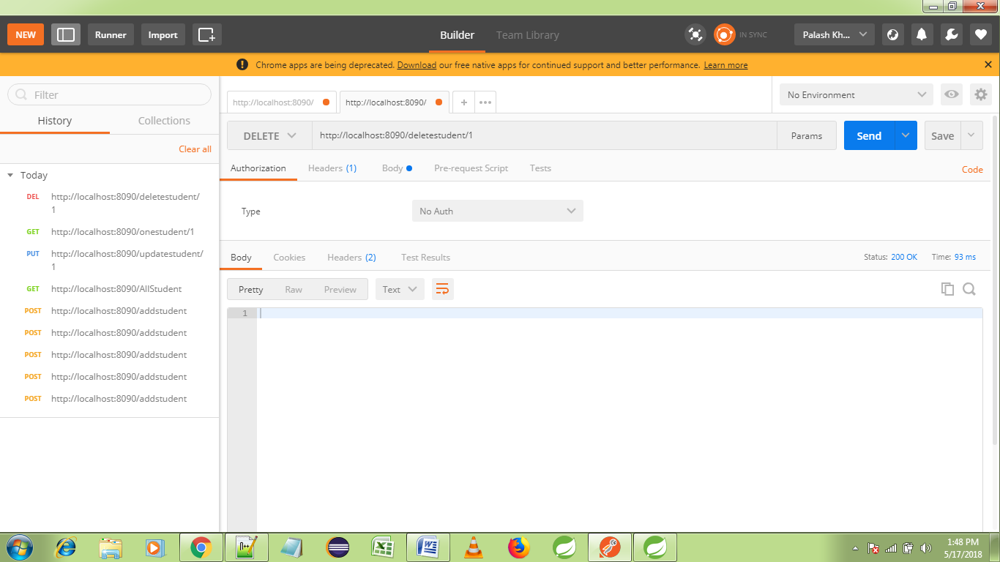 NEW Runner Import Builder Team Library IN SYNC Palash Kh...
Chrome apps are being deprecated. Download our free native apps for continued support and better performance. Learn more
Filter
History Collections
Clear all
Today
DEL http://localhost:8090/deletestudent/
1
GET http://localhost:8090/onestudent/1
PUT http://localhost:8090/updatestudent/
1
GET http://localhost:8090/AllStudent
POST http://localhost:8090/addstudent
POST http://localhost:8090/addstudent
POST http://localhost:8090/addstudent
POST http://localhost:8090/addstudent
POST http://localhost:8090/addstudent
http://localhost:8090/ http://localhost:8090/ + ••• No Environment
DELETE http://localhost:8090/deletestudent/1 Params Send Save
Authorization Headers (1) Body Pre-request Script Tests Code
Type No Auth
Body Cookies Headers (2) Test Results Status: 200 OK Time: 93 ms
Pretty Raw Preview Text
1
1:48 PM
5/17/2018